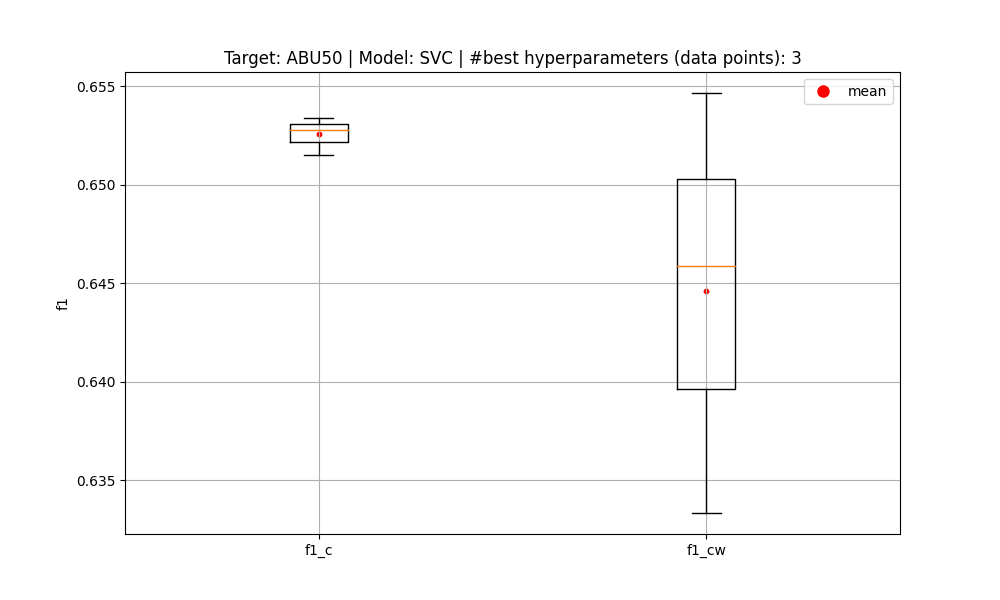 Target: ABU50 | Model: SVC | #best hyperparameters (data points): 3
mean
0.655
0.650
0.645
0.640
0.635
f1
f1_c
f1_cw